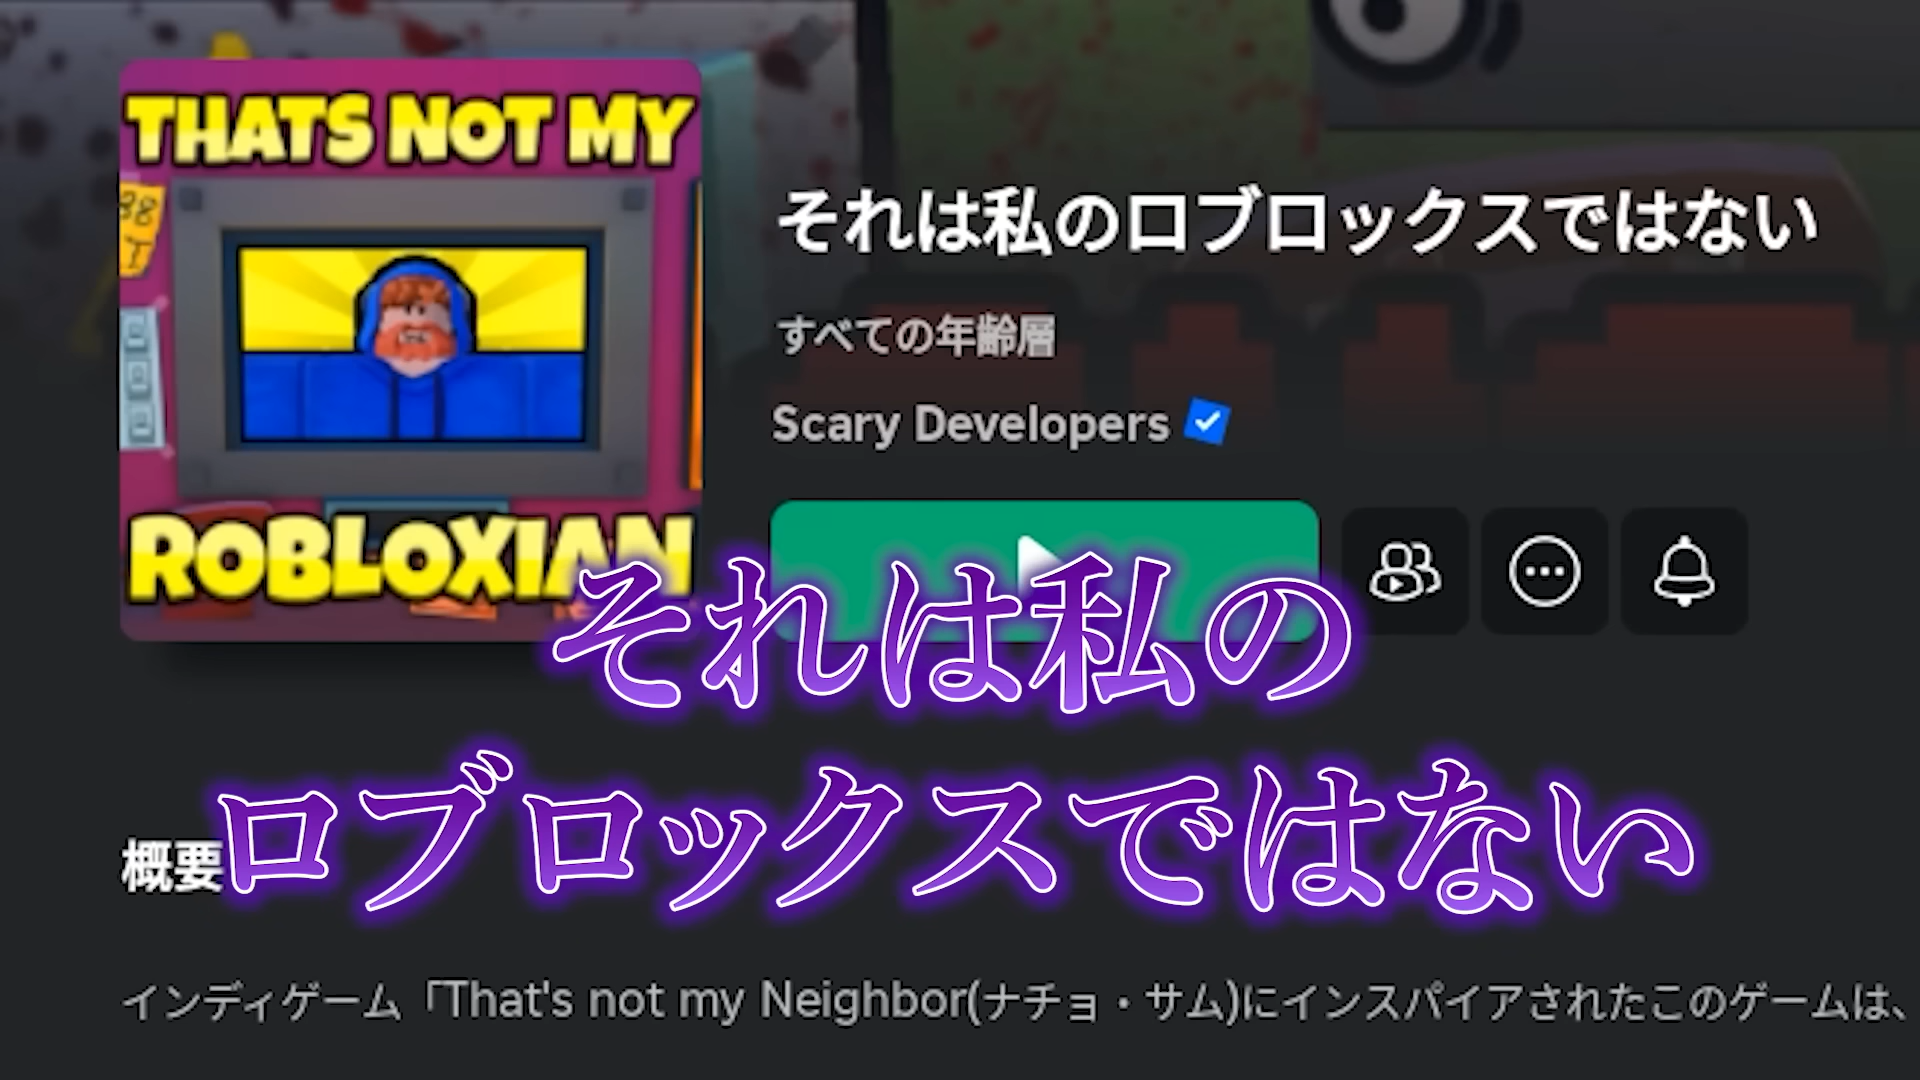 THATS NOT MY
38
ROBLOXIAN
それは私のロブロックスではない
すべての年齢層
Scary Developers
それは私の
ロブロックスではない
概要
インディゲーム「That's not my Neighbor(ナチョ・サム)にインスパイアされたこのゲームは、